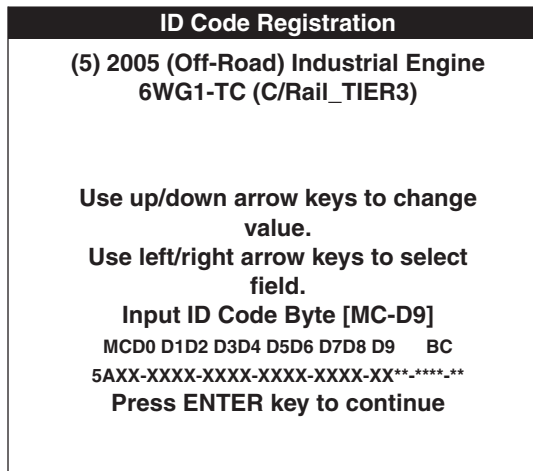 ID Code Registration
(5) 2005 (Off-Road) Industrial Engine
6WG1-TC (C/Rail_TIER3)
Use up/down arrow keys to change
value.
Use left/right arrow keys to select
field.
Input ID Code Byte [MC-D9]
MCD0 D1D2 D3D4 D5D6 D7D8 D9 BC
5AXX-XXXX-XXXX-XXXX-XXXX-XX**-****-**
Press ENTER key to continue